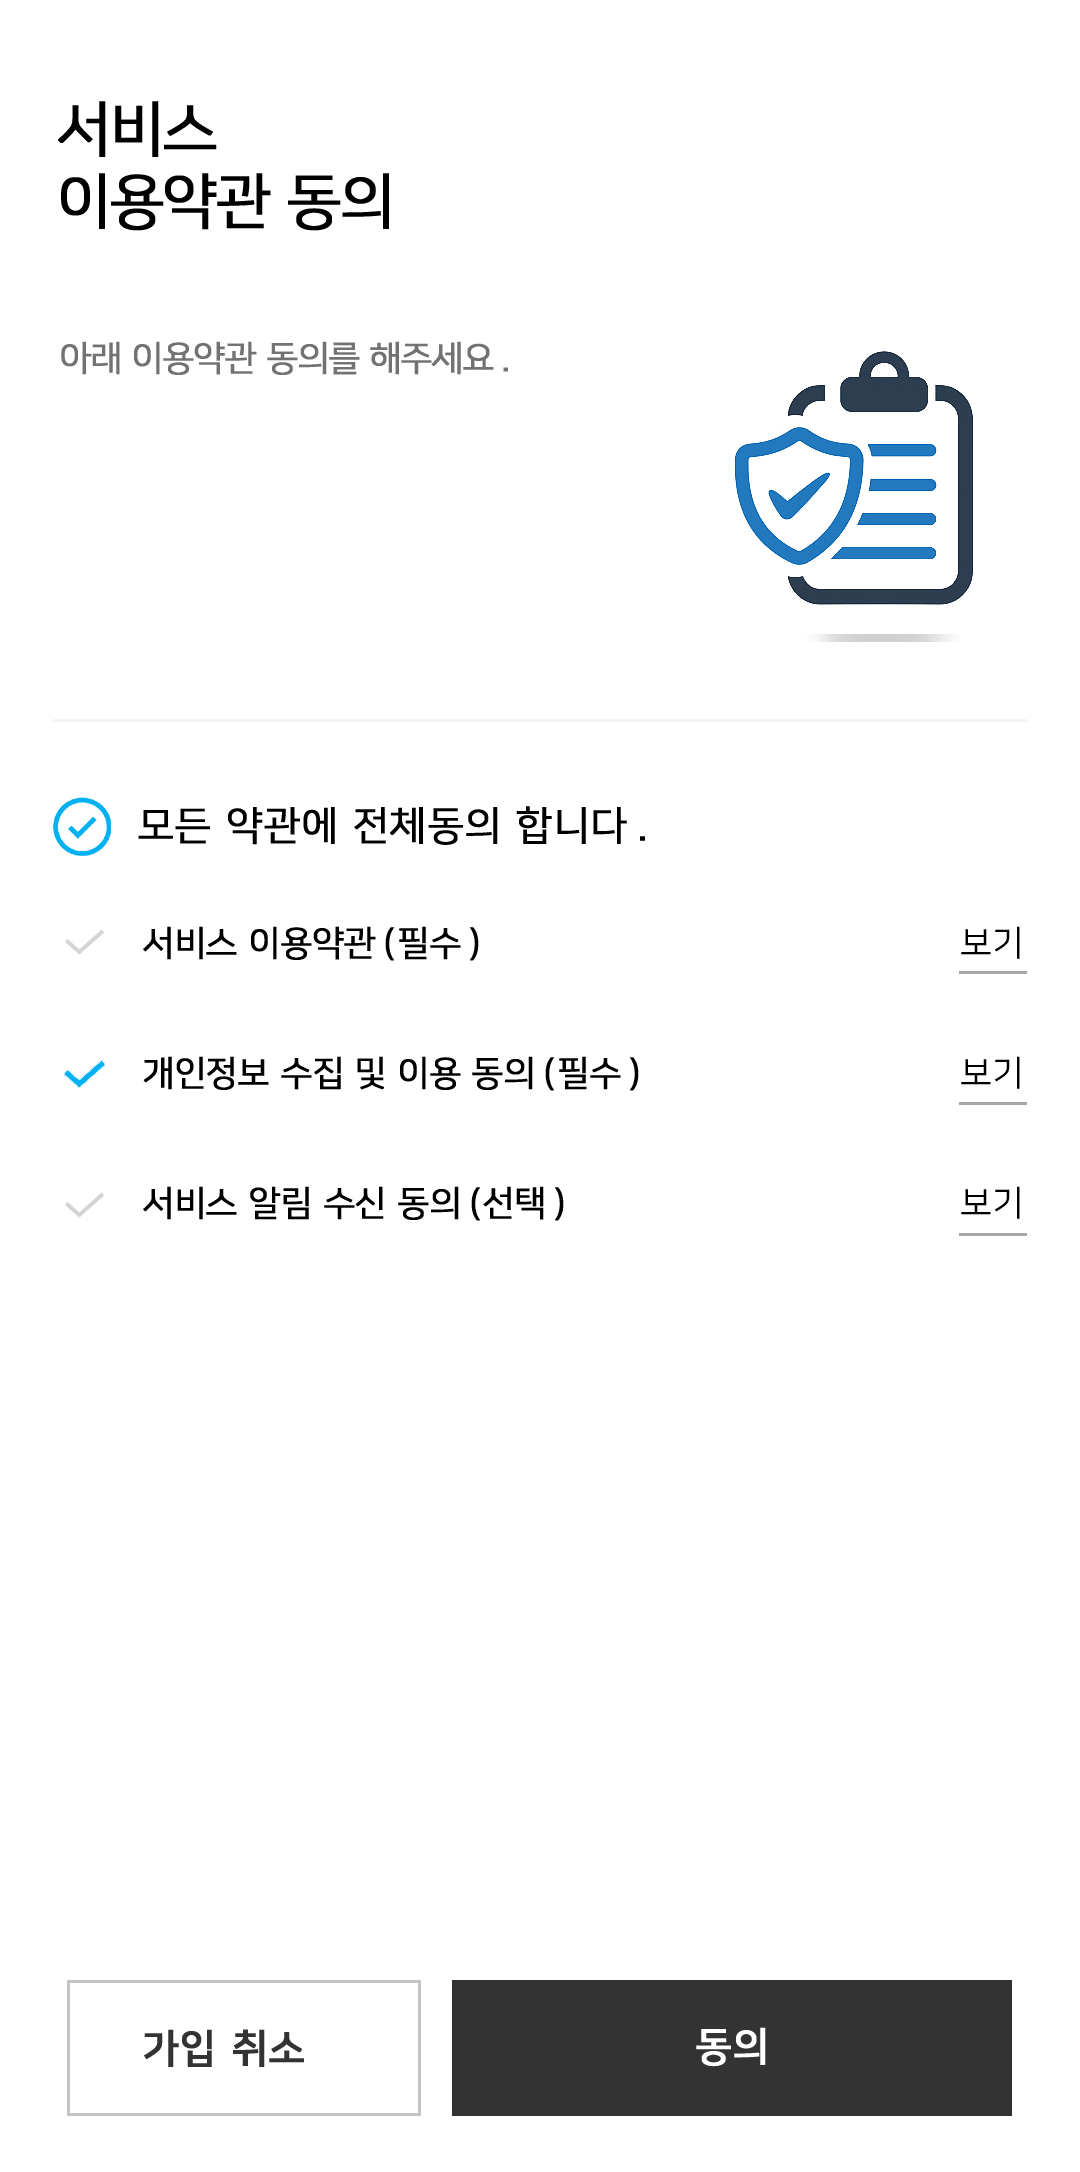 서비스
이용약관 동의
아래 이용약관 동의를 해주세요.
모든 약관에 전체동의 합니다.
서비스 이용약관(필수) 보기
개인정보 수집 및 이용 동의(필수) 보기
서비스 알림 수신 동의(선택) 보기
가입 취소 동의